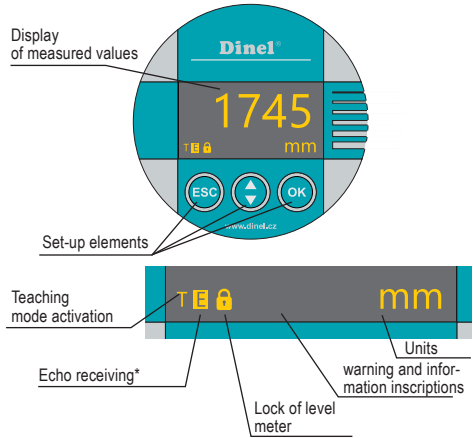 Display
of measured values
Dinel®
1745
T E mm
ESC OK
www.dinel.cz
Set-up elements
T E mm
Teaching
mode activation
Units
Echo receiving*
warning and infor-
mation inscriptions
Lock of level
meter